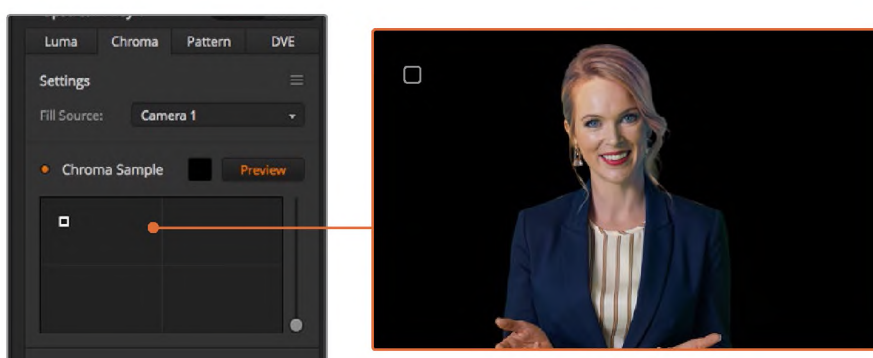 Luma Chroma Pattern DVE
Settings
Fill Source: Camera 1
Chroma Sample Preview